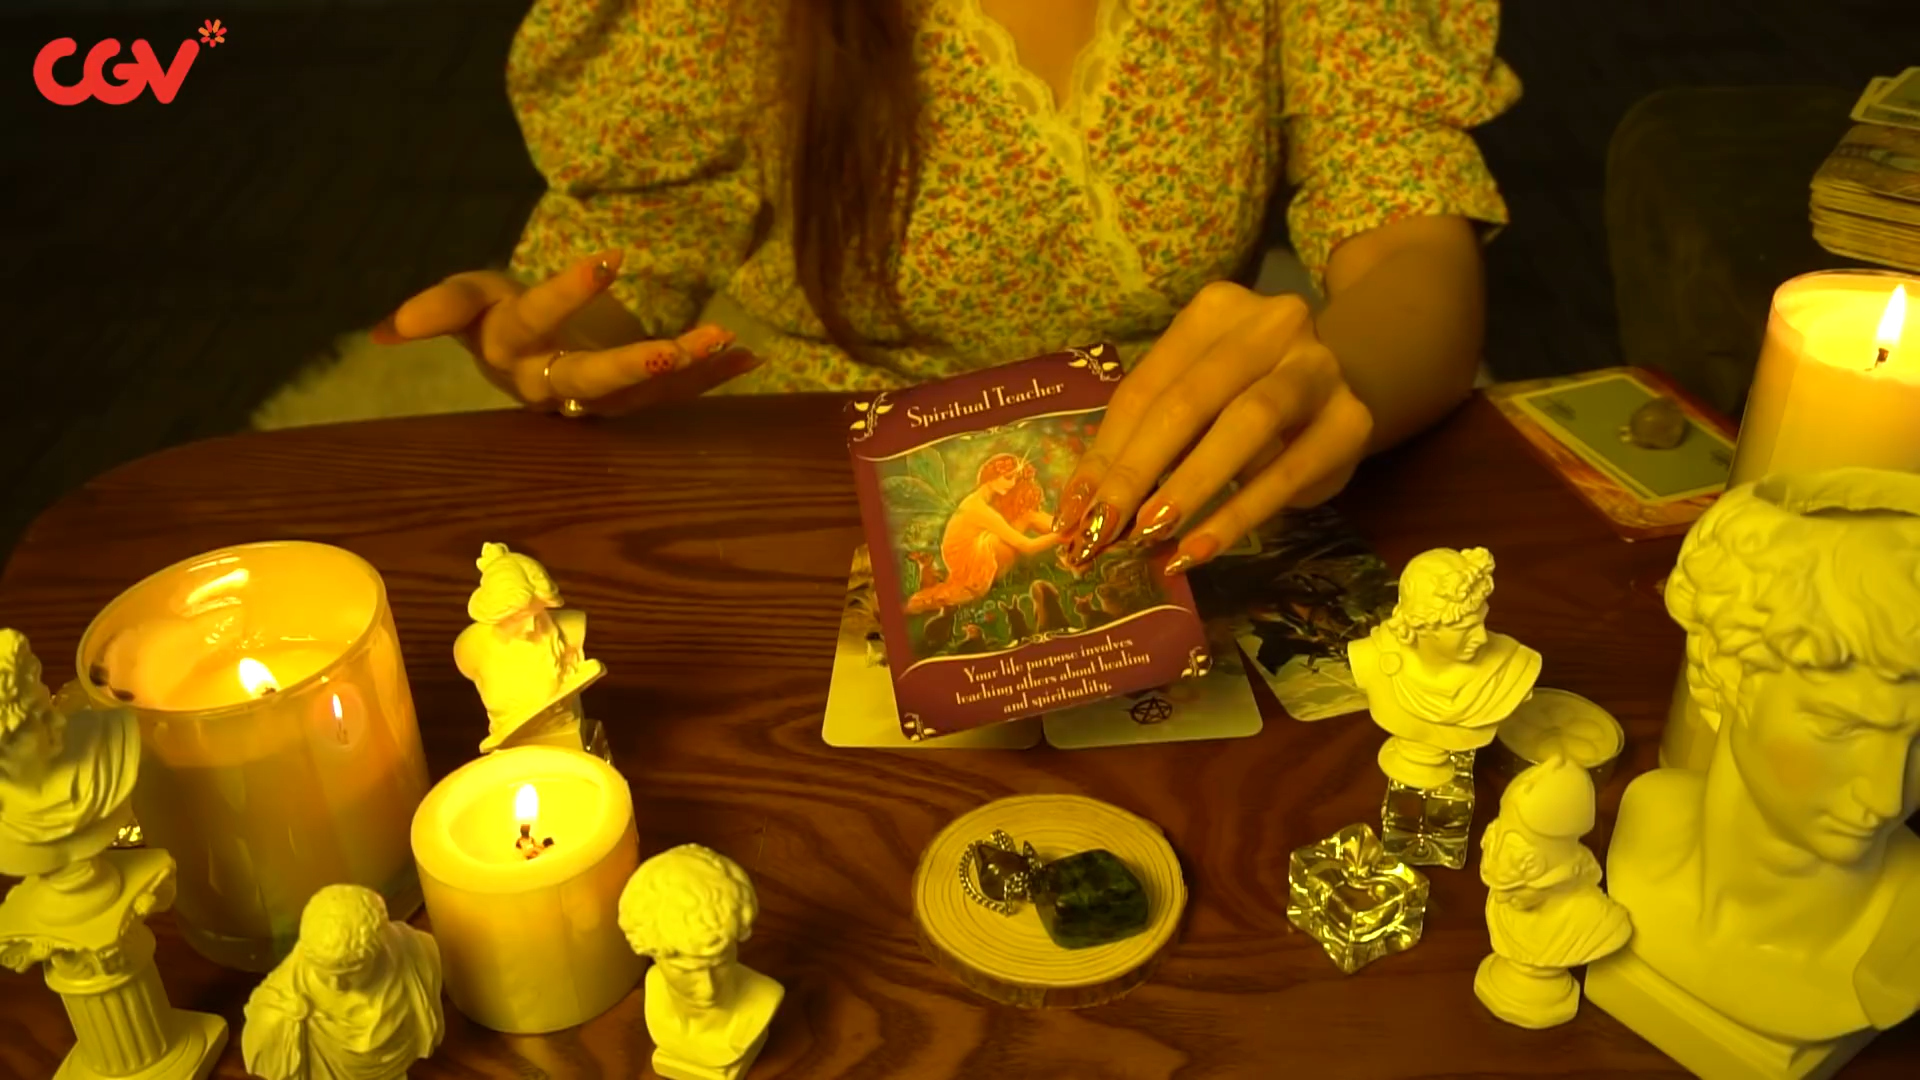 CGV
Spiritual Teacher
Your life purpose involves
teaching others about healing
and spirituality.